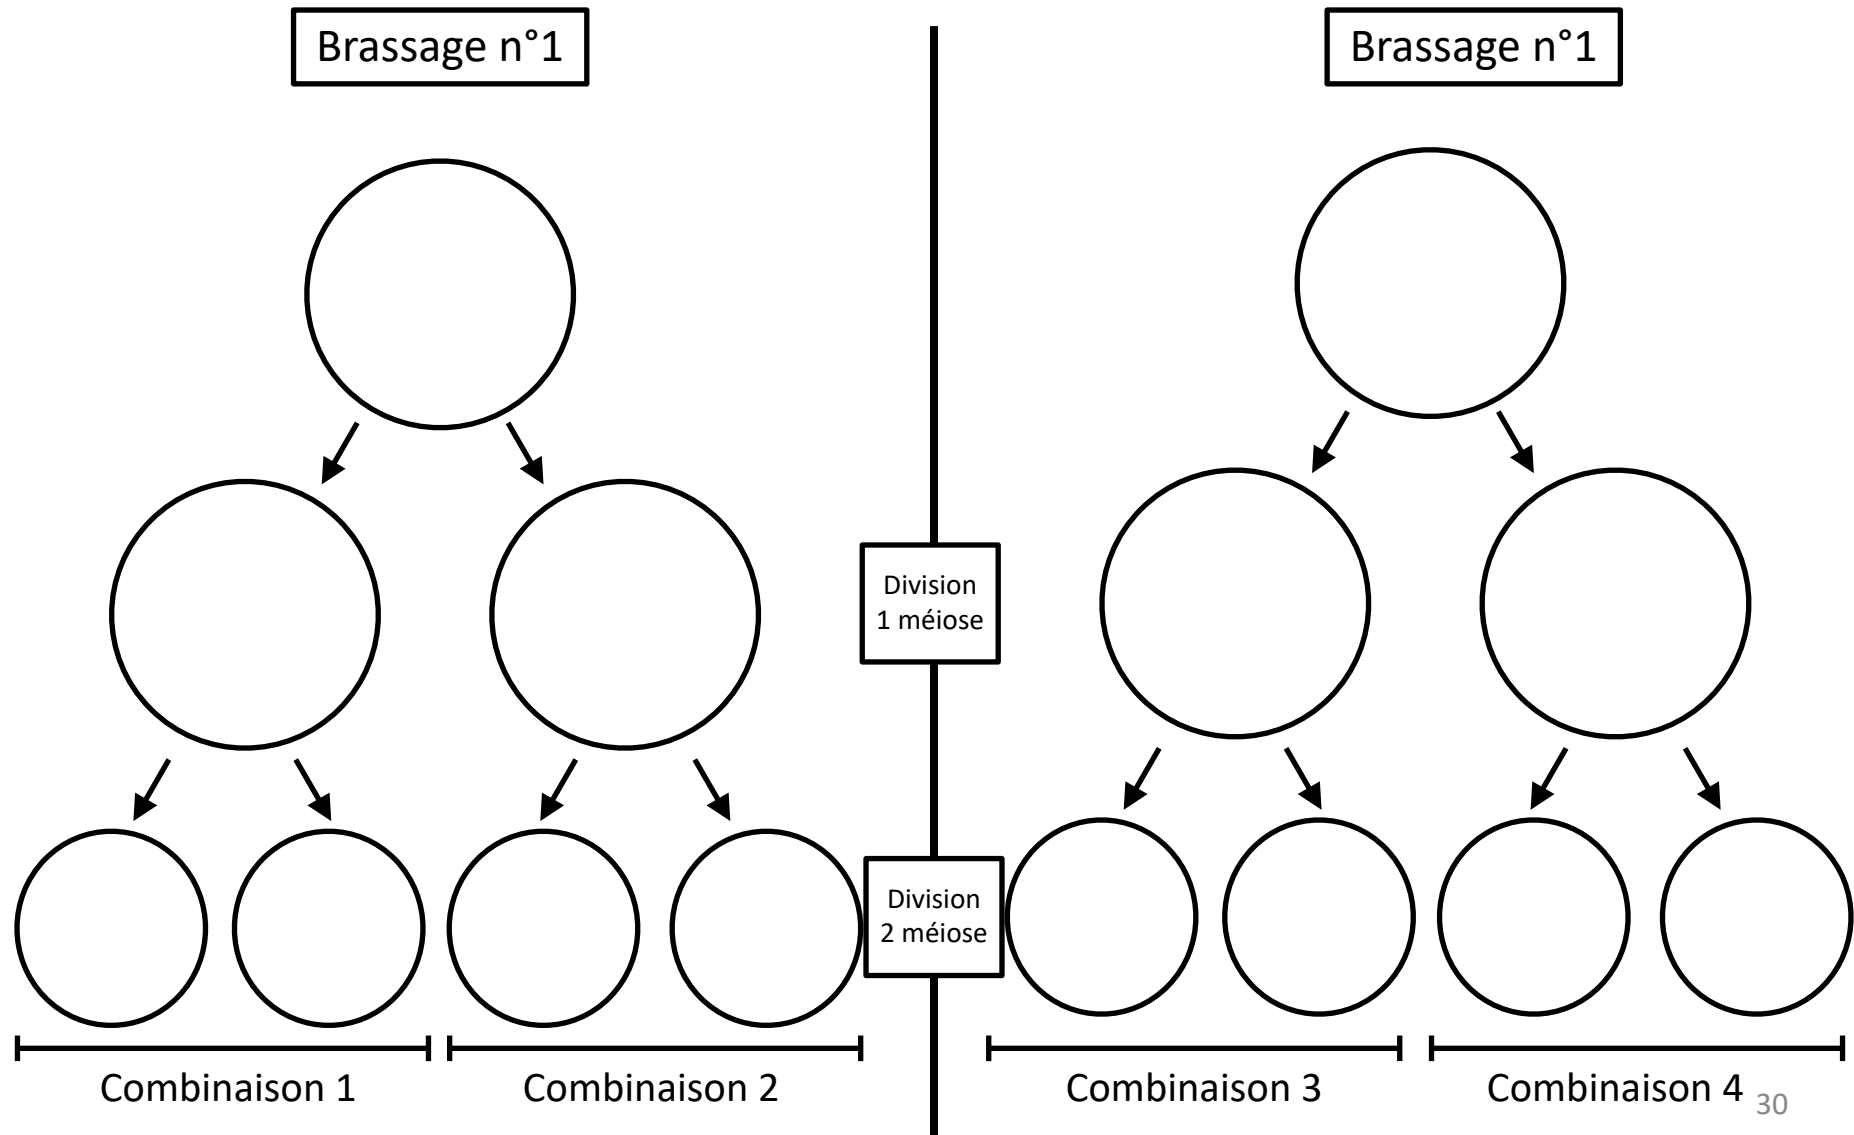 Brassage n°1
Brassage n°1
Division
1 méiose
Division
2 méiose
Combinaison 1
Combinaison 2
Combinaison 3
Combinaison 4
30